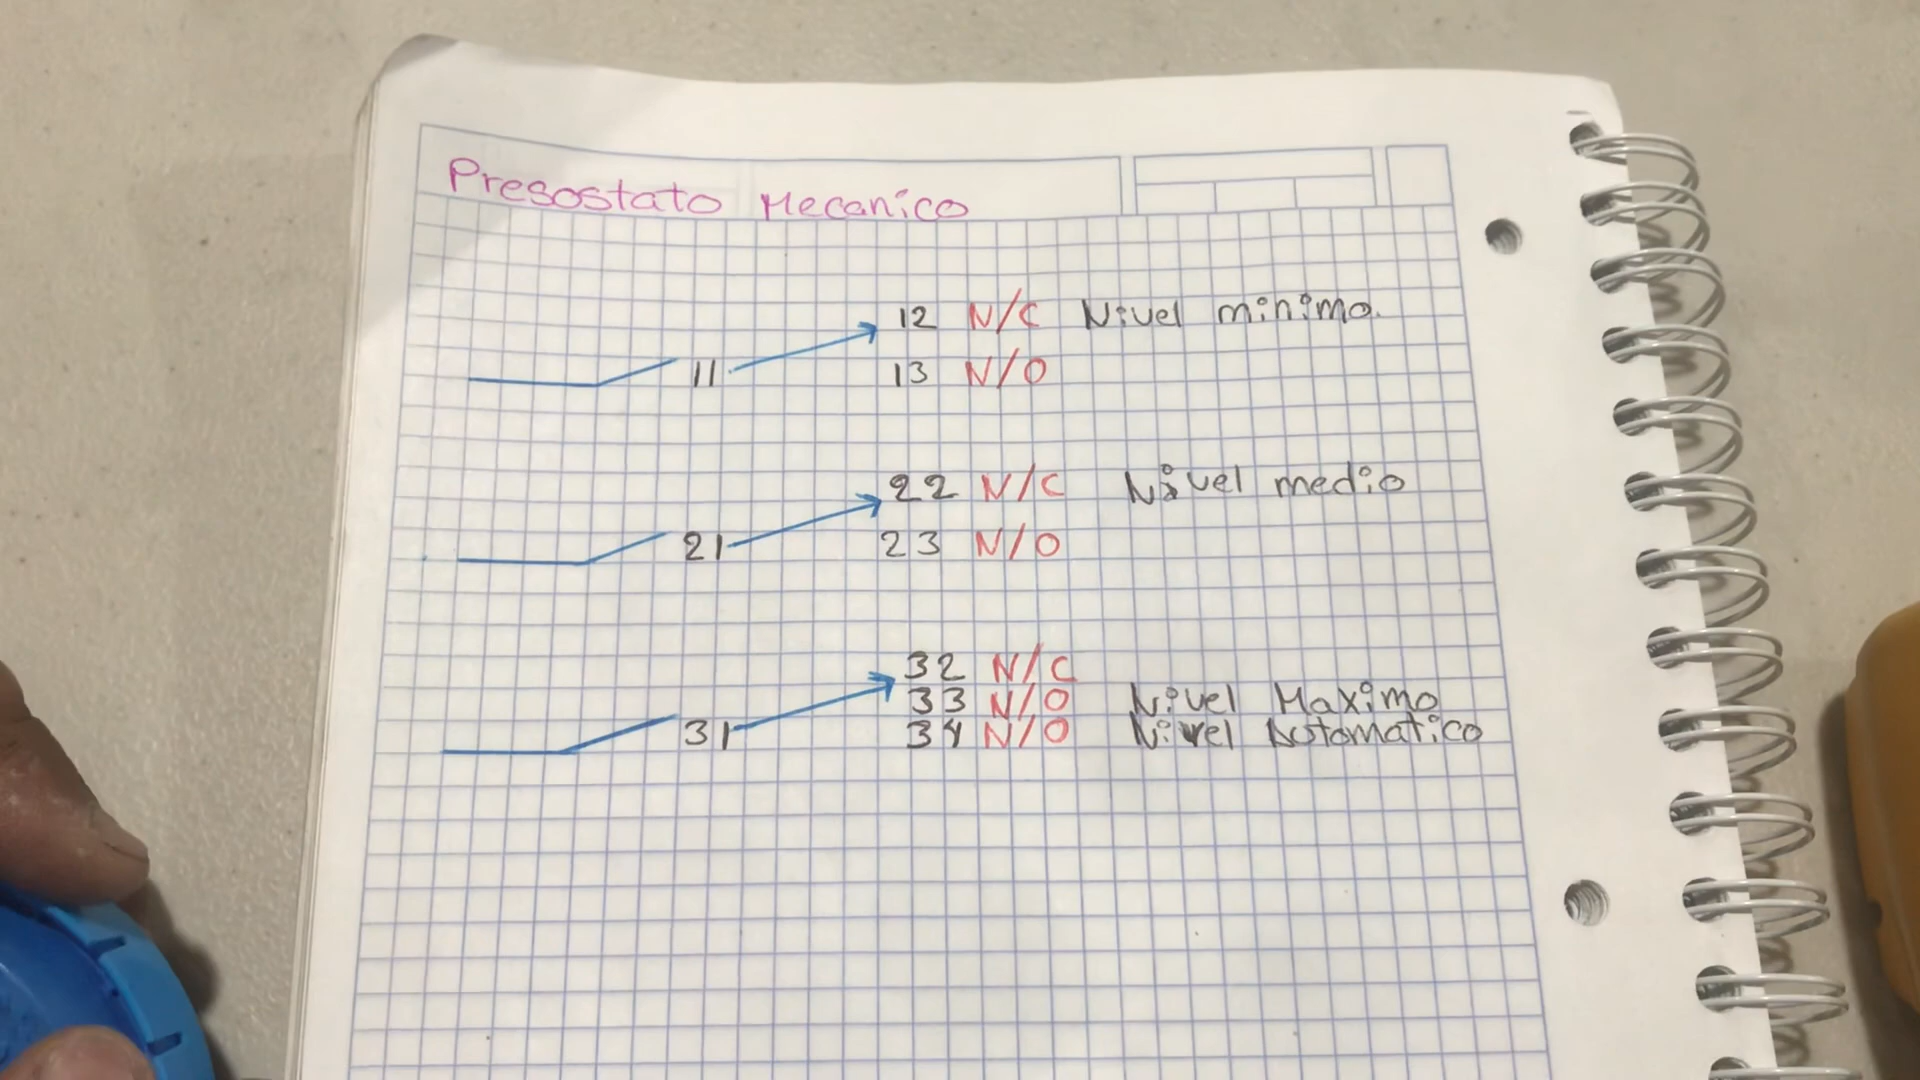 Presostato Mecanico
12 N/C Nivel minimo.
11
13 N/O
22 N/C Nivel medio
21
23 N/O
32 N/C
33 N/O Nivel Maximo
31
34 N/O Nivel Automatico